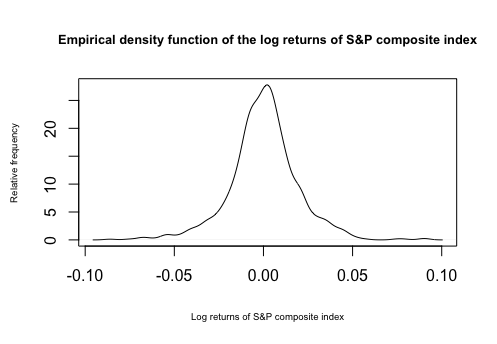 Empirical density function of the log returns of S&P composite index
Relative frequency
20
10
5
0
-0.10 -0.05 0.00 0.05 0.10
Log returns of S&P composite index